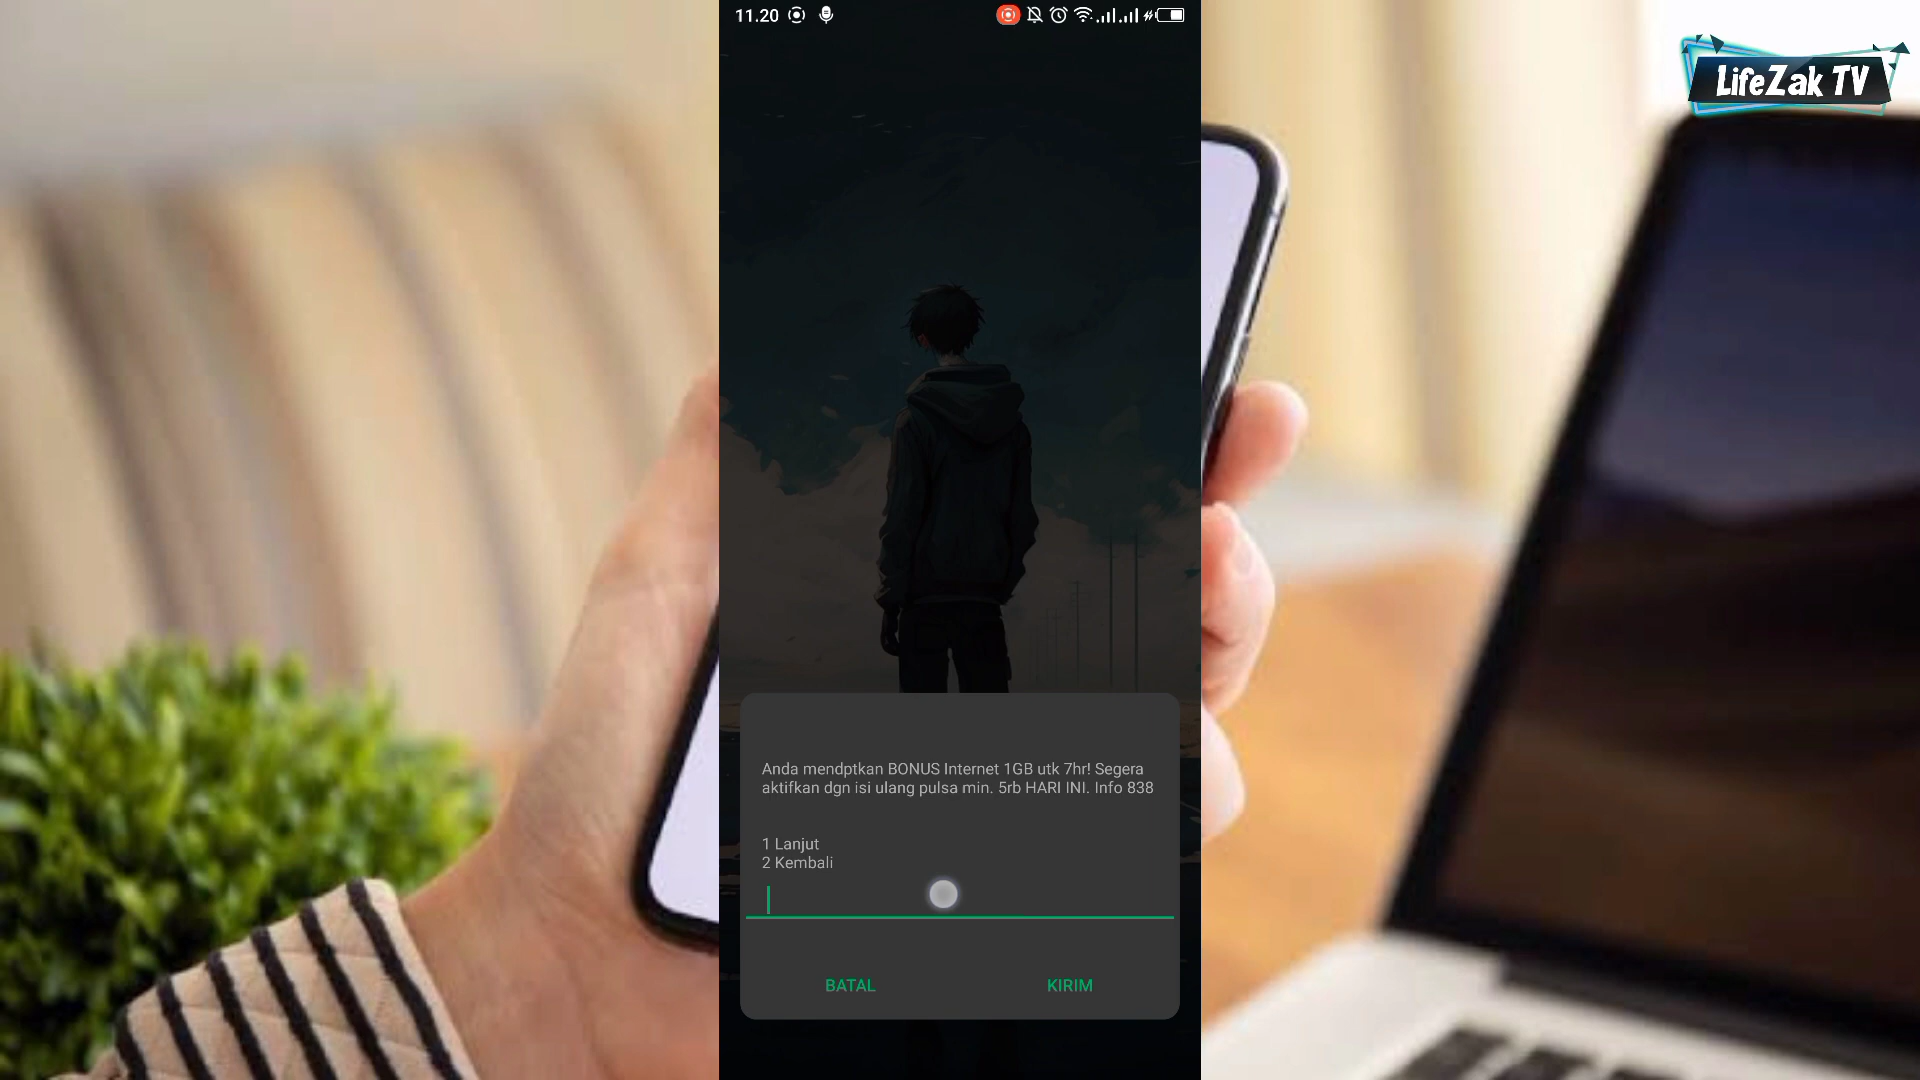 11.20
LifeZak TV
Anda mendptkan BONUS Internet 1GB utk 7hr! Segera
aktifkan dgn isi ulang pulsa min. 5rb HARI INI. Info 838
1 Lanjut
2 Kembali
BATAL KIRIM